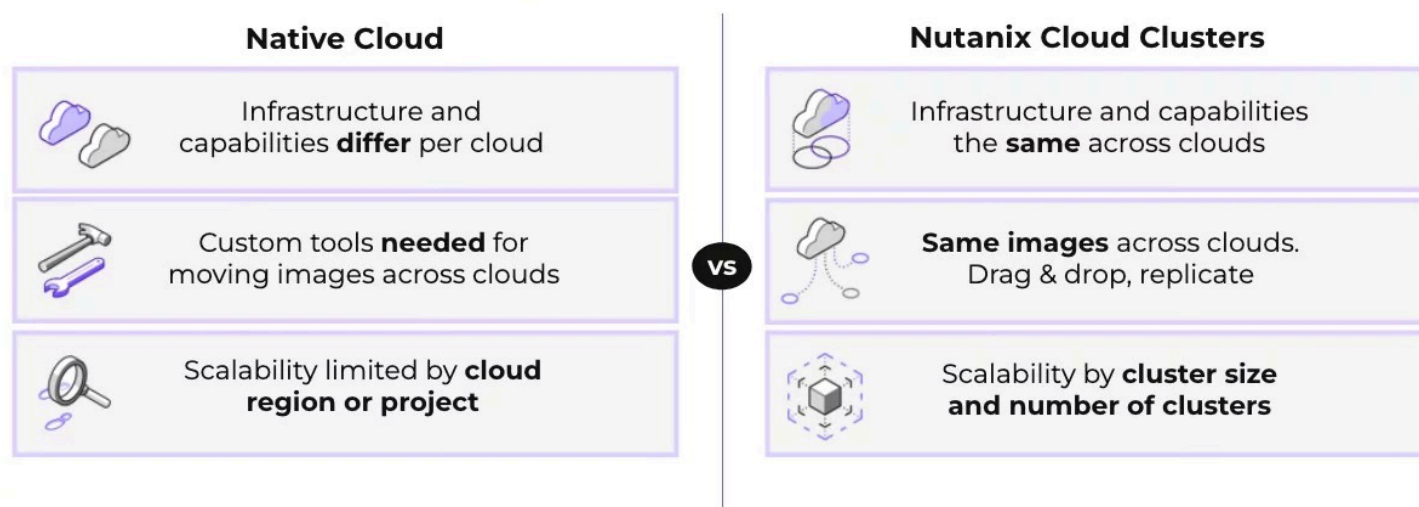 Native Cloud
Infrastructure and
capabilities differ per cloud
Custom tools needed for
moving images across clouds
Scalability limited by cloud
region or project
vs
Nutanix Cloud Clusters
Infrastructure and capabilities
the same across clouds
Same images across clouds.
Drag & drop, replicate
Scalability by cluster size
and number of clusters